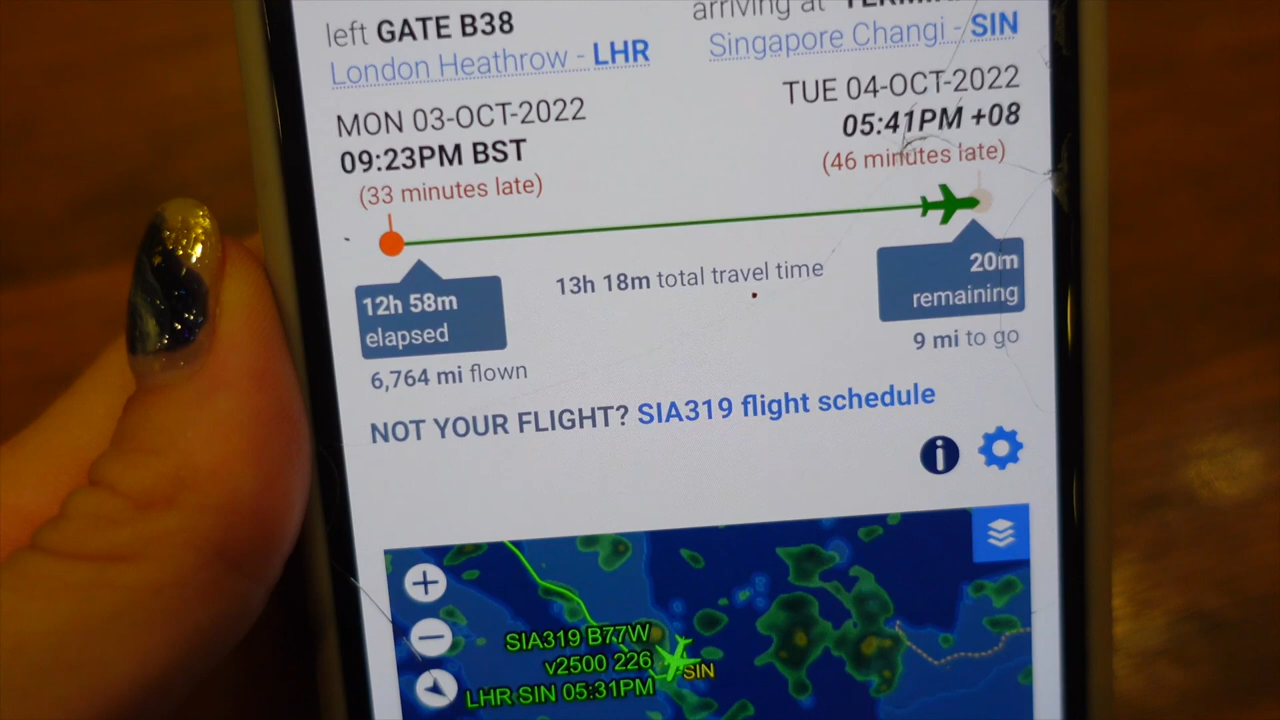 left GATE B38
London Heathrow - LHR
arriving at TERMIN
Singapore Changi - SIN
MON 03-OCT-2022
09:23PM BST
(33 minutes late)
TUE 04-OCT-2022
05:41PM +08
(46 minutes late)
12h 58m
elapsed
13h 18m total travel time
20m
remaining
6,764 mi flown
9 mi to go
NOT YOUR FLIGHT? SIA319 flight schedule
SIA319 B77W
v2500 226
LHR SIN 05:31PM
SIN